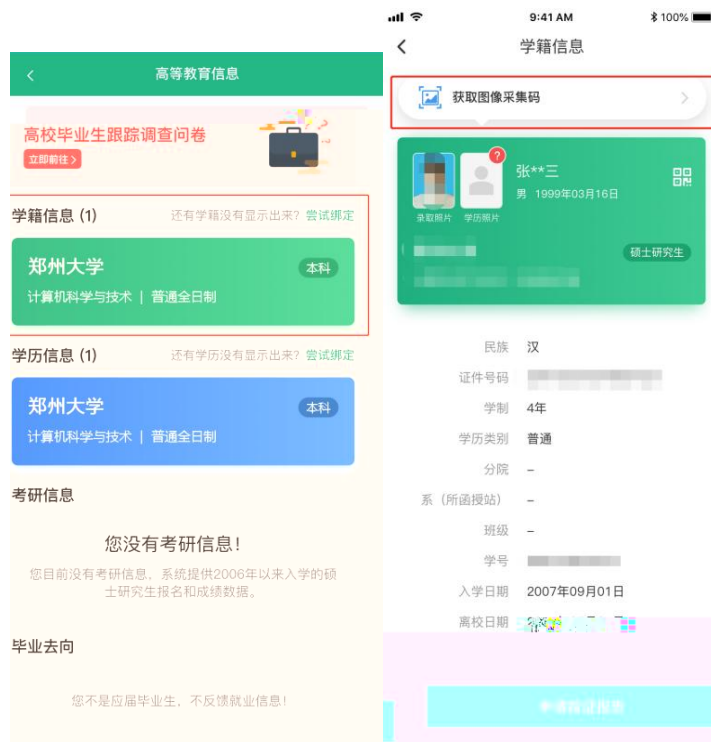 高等教育信息
高校毕业生跟踪调查问卷
立即前往 >
学籍信息 (1)
还有学籍没有显示出来？尝试绑定
郑州大学
本科
计算机科学与技术 | 普通全日制
学历信息 (1)
还有学历没有显示出来？尝试绑定
郑州大学
本科
计算机科学与技术 | 普通全日制
考研信息
您没有考研信息！
您目前没有考研信息，系统提供2006年以来入学的硕
士研究生报名和成绩数据。
毕业去向
您不是应届毕业生，不反馈就业信息！
9:41 AM
100%
学籍信息
获取图像采集码
?
张**三
男 1999年03月16日
录取照片 学历照片
硕士研究生
民族 汉
证件号码
学制 4年
学历类别 普通
分院 –
系（所函授站） –
班级 –
学号
入学日期 2007年09月01日
离校日期